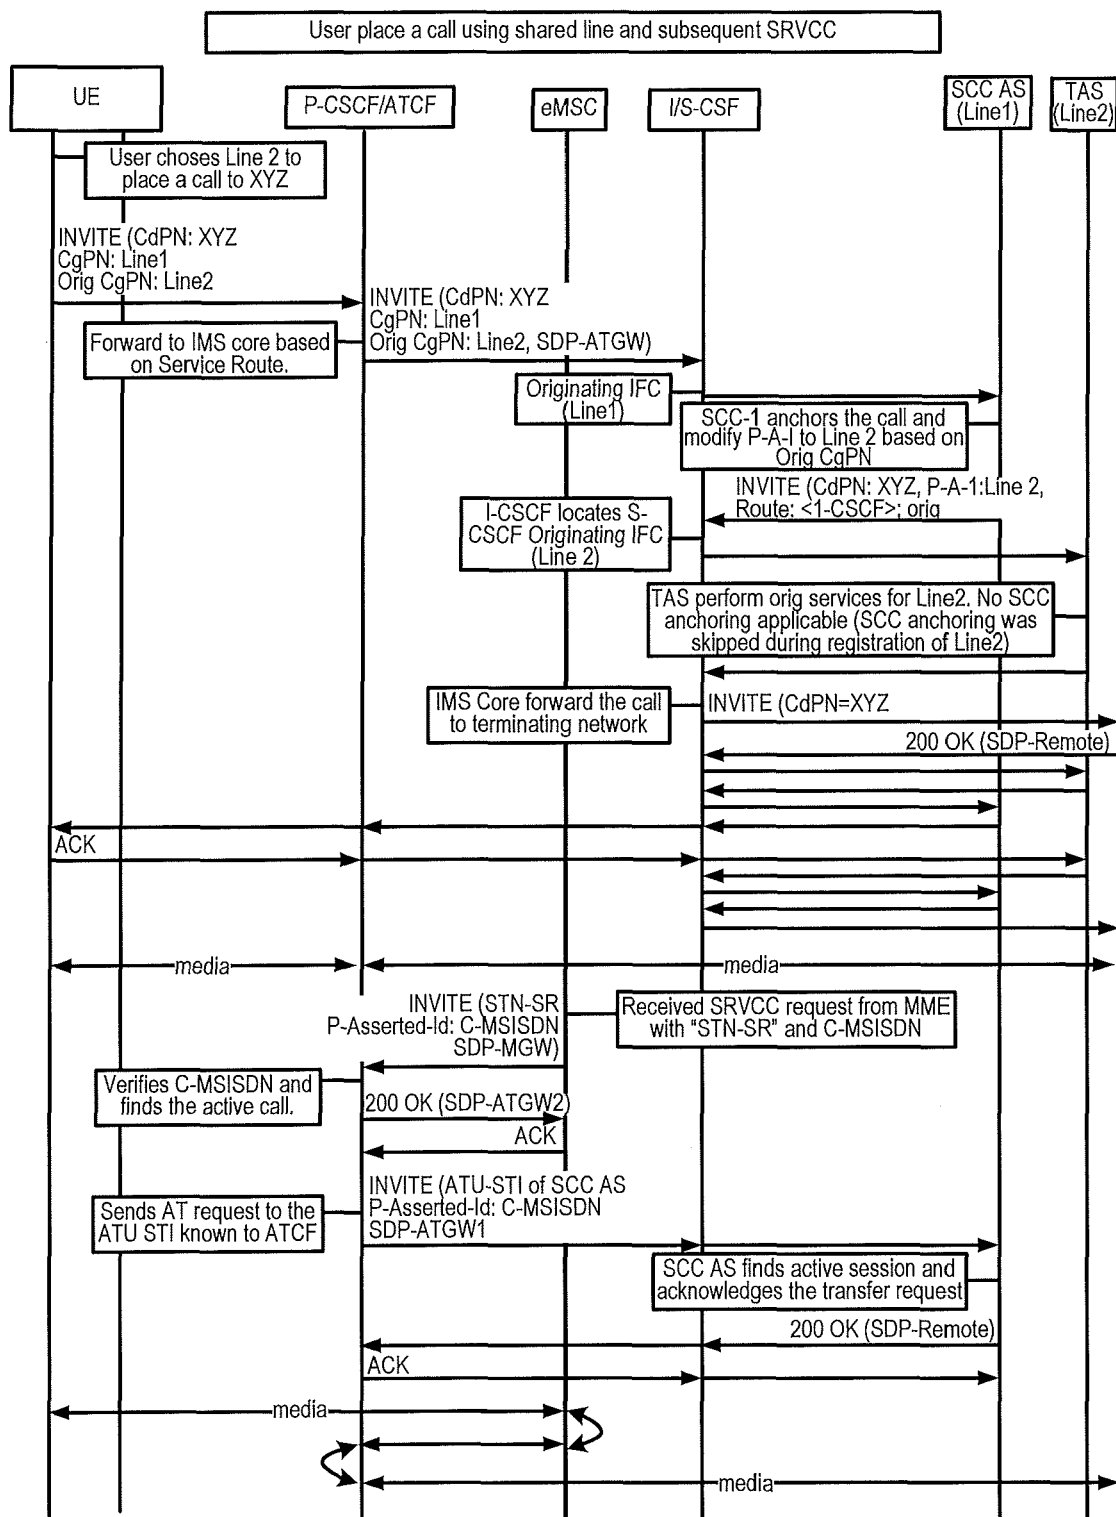 User place a call using shared line and subsequent SRVCC
UE
P-CSCF/ATCF
eMSC
I/S-CSF
SCC AS
(Line1)
TAS
(Line2)
User choses Line 2 to
place a call to XYZ
INVITE (CdPN: XYZ
CgPN: Line1
Orig CgPN: Line2
INVITE (CdPN: XYZ
CgPN: Line1
Orig CgPN: Line2, SDP-ATGW)
Forward to IMS core based
on Service Route.
Originating IFC
(Line1)
SCC-1 anchors the call and
modify P-A-I to Line 2 based on
Orig CgPN
INVITE (CdPN: XYZ, P-A-1:Line 2,
Route: <1-CSCF>; orig
I-CSCF locates S-
CSCF Originating IFC
(Line 2)
TAS perform orig services for Line2. No SCC
anchoring applicable (SCC anchoring was
skipped during registration of Line2)
IMS Core forward the call
to terminating network
INVITE (CdPN=XYZ
200 OK (SDP-Remote)
ACK
media
media
INVITE (STN-SR
P-Asserted-Id: C-MSISDN
SDP-MGW)
Received SRVCC request from MME
with "STN-SR" and C-MSISDN
Verifies C-MSISDN and
finds the active call.
200 OK (SDP-ATGW2)
ACK
INVITE (ATU-STI of SCC AS
P-Asserted-Id: C-MSISDN
SDP-ATGW1
Sends AT request to the
ATU STI known to ATCF
SCC AS finds active session and
acknowledges the transfer request
200 OK (SDP-Remote)
ACK
media
media